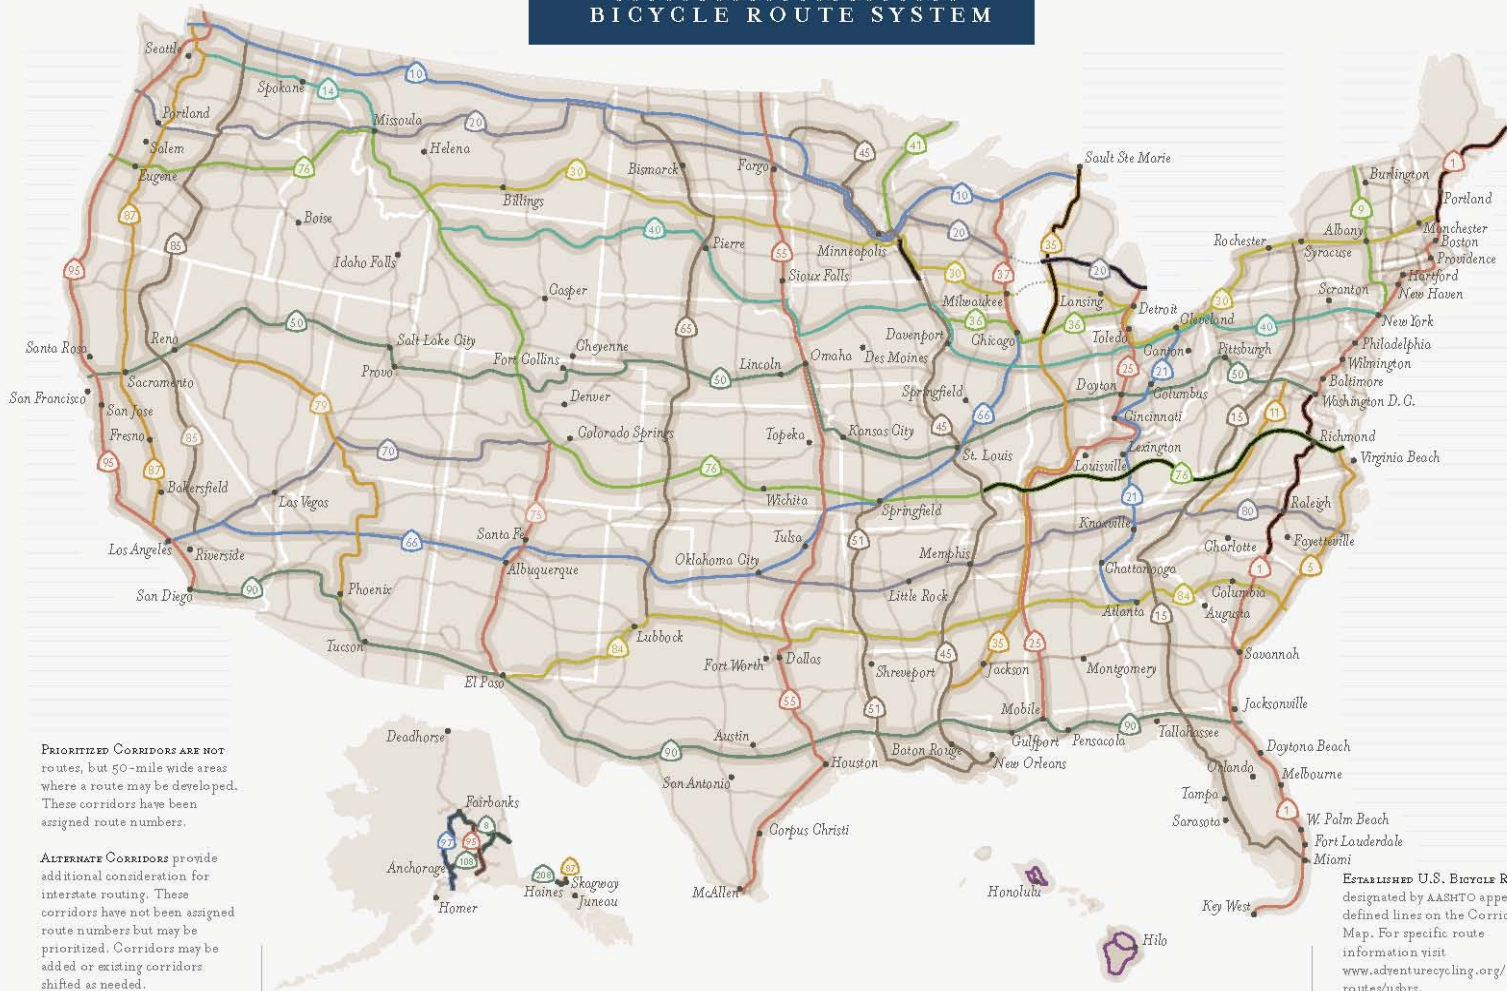 BICYCLE ROUTE SYSTEM
Seattle
Spokane
14
10
Portland
Missoula
20
Helena
Salem
76
Eugene
Bismarck
Fargo
45
41
Sault Ste Marie
1
Burlington
Portland
87
Billings
30
10
9
85
Boise
40
20
35
Albany
Manchester
Boston
Rochester
Syracuse
Providence
Pierre
55
Minneapolis
95
Idaho Falls
Sioux Falls
30
37
20
Hartford
New Haven
Casper
Milwaukee
Lansing
Detroit
30
Scranton
New York
50
65
Davenport
36
36
40
Cleveland
Reno
Salt Lake City
Chicago
Toledo
Santa Rosa
Provo
Fort Collins
Cheyenne
Lincoln
Omaha
Des Moines
Canton
Pittsburgh
Philadelphia
Wilmington
Sacramento
50
25
21
50
Baltimore
San Francisco
Denver
Springfield
Dayton
Columbus
Washington D.C.
San Jose
79
66
Cincinnati
15
11
Fresno
85
70
Colorado Springs
Topeka
Kansas City
45
St. Louis
Lexington
Richmond
95
87
76
Louisville
76
Virginia Beach
Bakersfield
Las Vegas
Wichita
Springfield
21
Raleigh
80
75
Santa Fe
Tulsa
51
Knoxville
Los Angeles
Riverside
66
Albuquerque
Oklahoma City
Memphis
Charlotte
Fayetteville
Chattanooga
1
5
San Diego
90
Phoenix
Little Rock
84
Columbia
Atlanta
Augusta
15
Tucson
Lubbock
84
Fort Worth
Dallas
Shreveport
45
35
25
Jackson
Montgomery
Savannah
El Paso
55
51
Mobile
Jacksonville
Deadhorse
Austin
90
Baton Rouge
Gulfport
Pensacola
90
Tallahassee
Daytona Beach
San Antonio
Houston
New Orleans
Orlando
Melbourne
Tampa
Sarasota
1
W. Palm Beach
Fort Lauderdale
Miami
Corpus Christi
McAllen
Key West
Fairbanks
8
97
95
108
Anchorage
208
87
Haines
Skagway
Juneau
Homer
Honolulu
Hilo
Prioritized Corridors are not
routes, but 50-mile wide areas
where a route may be developed.
These corridors have been
assigned route numbers.
Alternate Corridors provide
additional consideration for
interstate routing. These
corridors have not been assigned
route numbers but may be
prioritized. Corridors may be
added or existing corridors
shifted as needed.
Established U.S. Bicycle R
designated by AASHTO appe
defined lines on the Corrid
Map. For specific route
information visit
www.adventurecycling.org/
routes/usbrs.